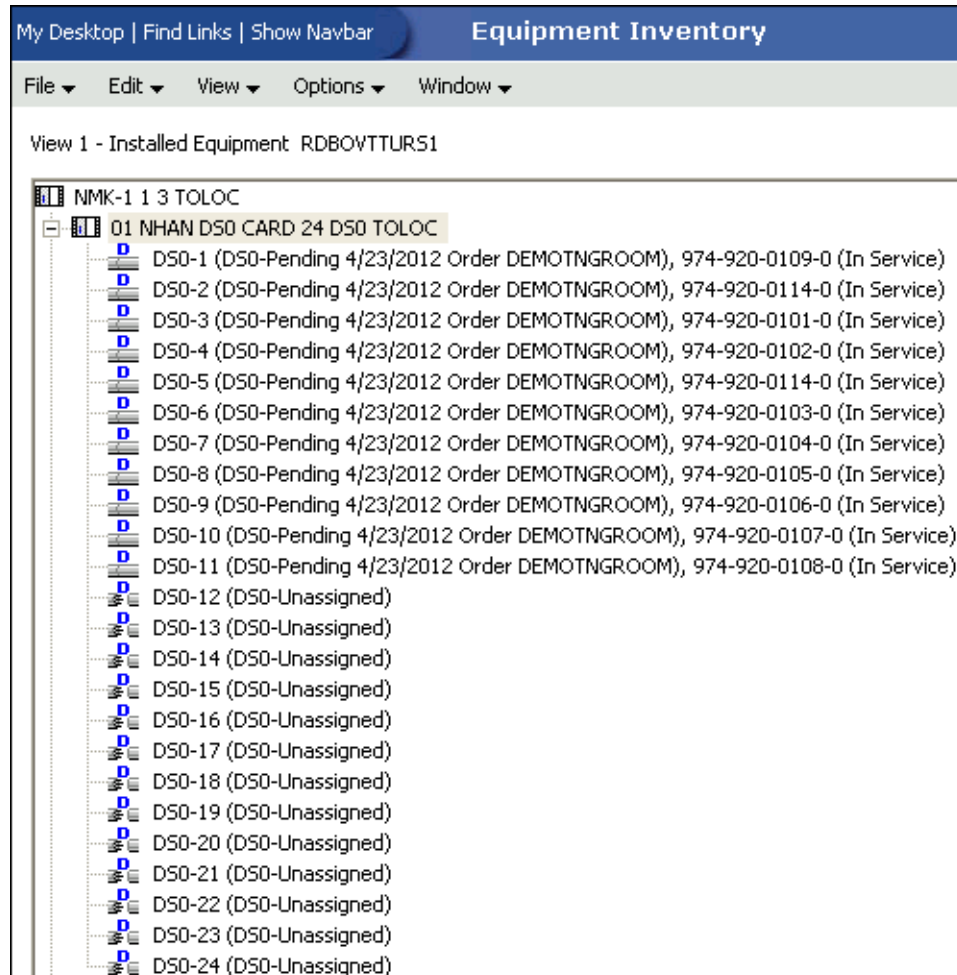 My Desktop | Find Links | Show Navbar Equipment Inventory
File Edit View Options Window
View 1 - Installed Equipment RDBOVTTURS1
NMK-1 1 3 TOLOC
01 NHAN DS0 CARD 24 DS0 TOLOC
D DS0-1 (DS0-Pending 4/23/2012 Order DEMOTNGROOM), 974-920-0109-0 (In Service)
D DS0-2 (DS0-Pending 4/23/2012 Order DEMOTNGROOM), 974-920-0114-0 (In Service)
D DS0-3 (DS0-Pending 4/23/2012 Order DEMOTNGROOM), 974-920-0101-0 (In Service)
D DS0-4 (DS0-Pending 4/23/2012 Order DEMOTNGROOM), 974-920-0102-0 (In Service)
D DS0-5 (DS0-Pending 4/23/2012 Order DEMOTNGROOM), 974-920-0114-0 (In Service)
D DS0-6 (DS0-Pending 4/23/2012 Order DEMOTNGROOM), 974-920-0103-0 (In Service)
D DS0-7 (DS0-Pending 4/23/2012 Order DEMOTNGROOM), 974-920-0104-0 (In Service)
D DS0-8 (DS0-Pending 4/23/2012 Order DEMOTNGROOM), 974-920-0105-0 (In Service)
D DS0-9 (DS0-Pending 4/23/2012 Order DEMOTNGROOM), 974-920-0106-0 (In Service)
D DS0-10 (DS0-Pending 4/23/2012 Order DEMOTNGROOM), 974-920-0107-0 (In Service)
D DS0-11 (DS0-Pending 4/23/2012 Order DEMOTNGROOM), 974-920-0108-0 (In Service)
D DS0-12 (DS0-Unassigned)
D DS0-13 (DS0-Unassigned)
D DS0-14 (DS0-Unassigned)
D DS0-15 (DS0-Unassigned)
D DS0-16 (DS0-Unassigned)
D DS0-17 (DS0-Unassigned)
D DS0-18 (DS0-Unassigned)
D DS0-19 (DS0-Unassigned)
D DS0-20 (DS0-Unassigned)
D DS0-21 (DS0-Unassigned)
D DS0-22 (DS0-Unassigned)
D DS0-23 (DS0-Unassigned)
D DS0-24 (DS0-Unassigned)